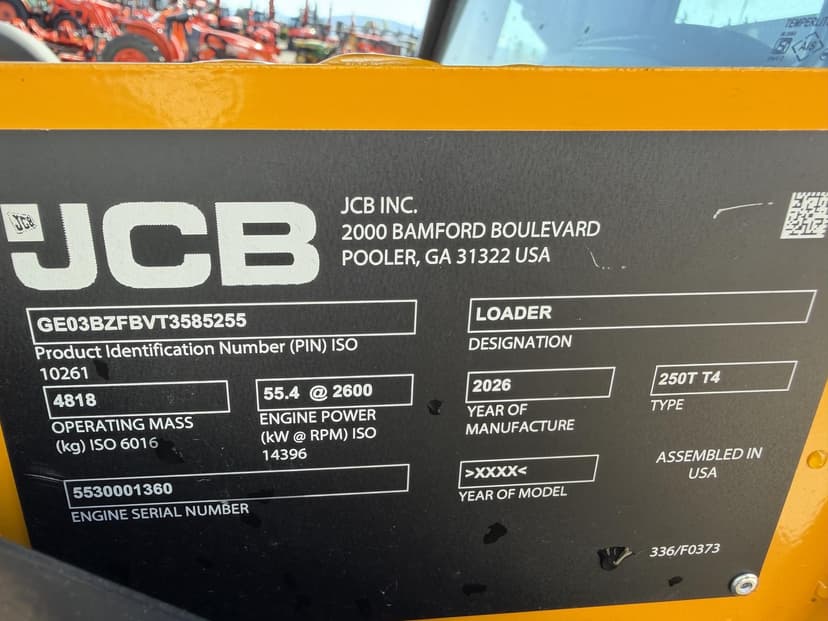 JCB
JCB
JCB INC.
2000 BAMFORD BOULEVARD
POOLER, GA 31322 USA
GE03BZFBVT3585255
Product Identification Number (PIN) ISO
10261
LOADER
DESIGNATION
4818
OPERATING MASS
(kg) ISO 6016
55.4 @ 2600
ENGINE POWER
(kW @ RPM) ISO
14396
2026
YEAR OF
MANUFACTURE
250T T4
TYPE
5530001360
ENGINE SERIAL NUMBER
>XXXX<
YEAR OF MODEL
ASSEMBLED IN
USA
336/F0373